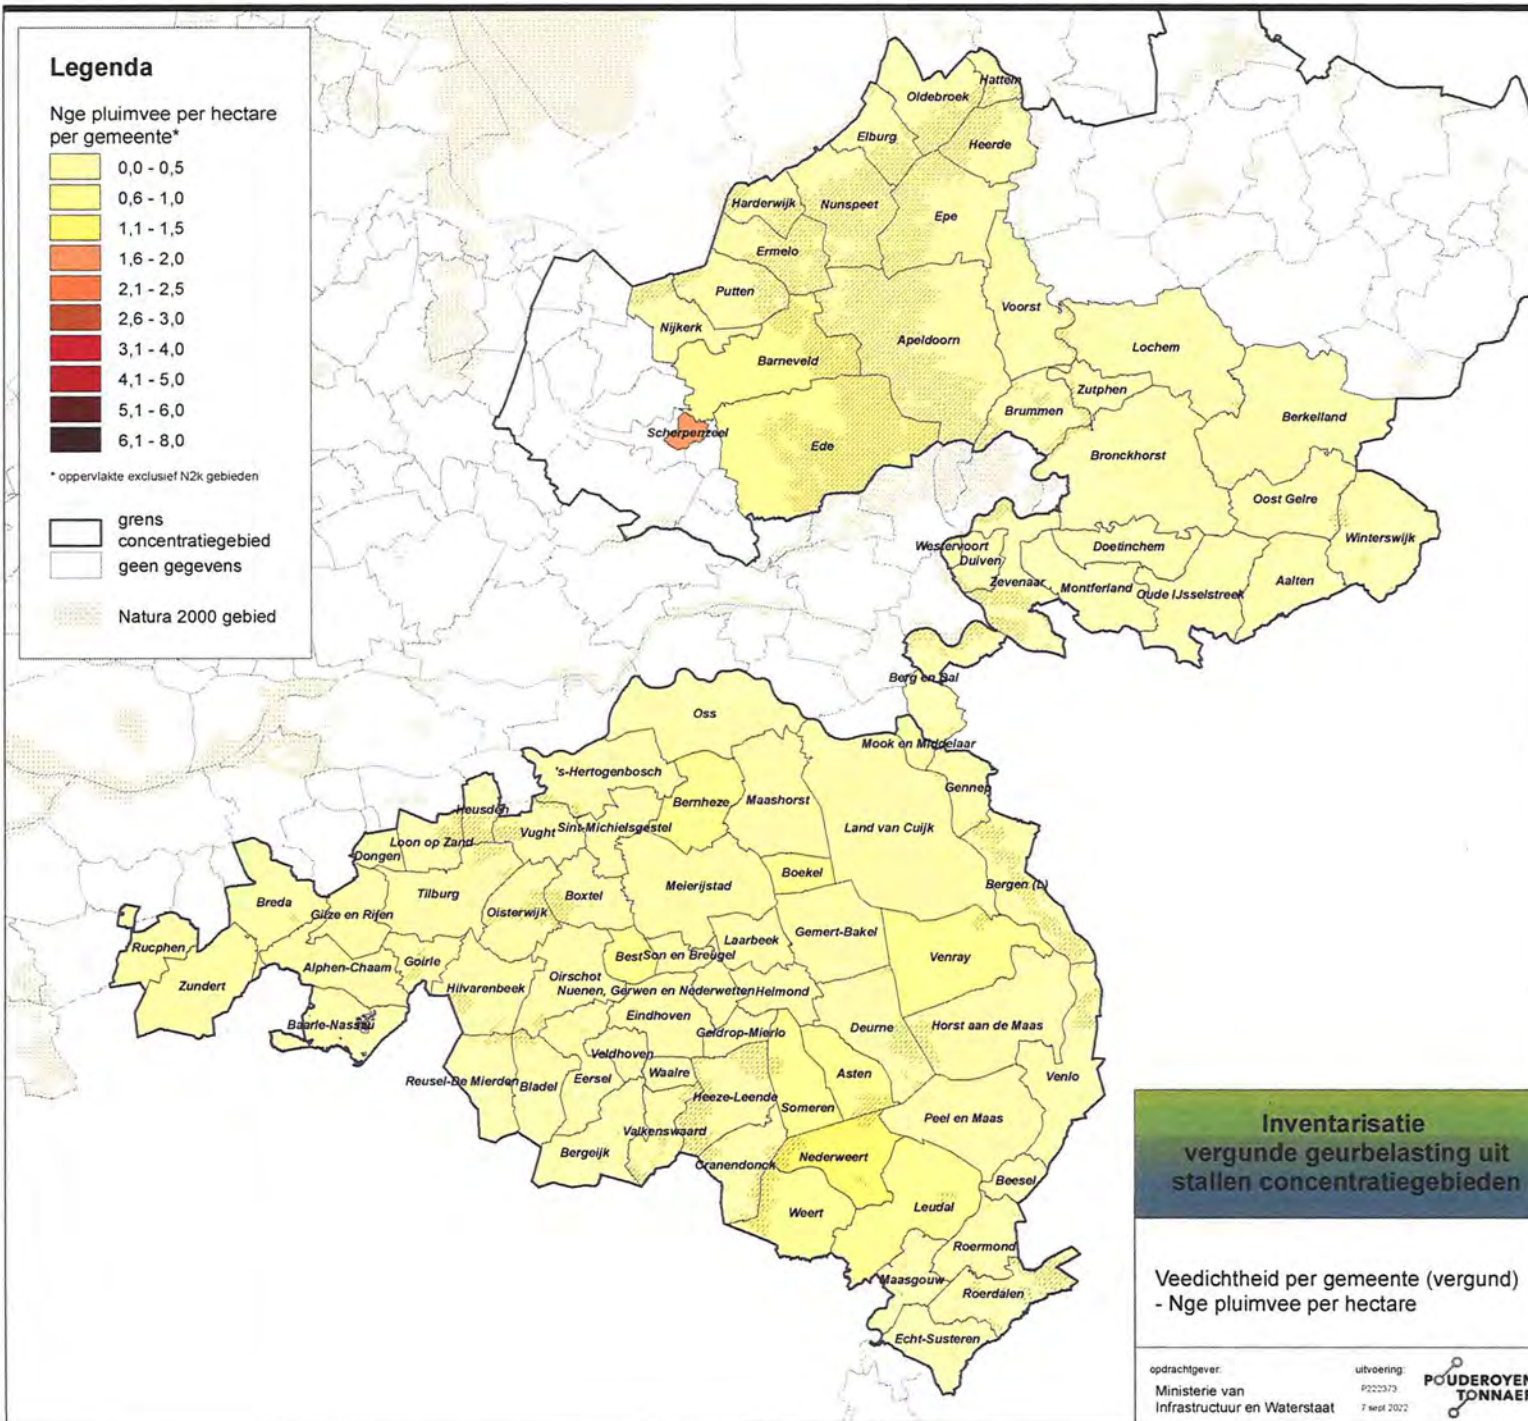 Legenda
Nge pluimvee per hectare
per gemeente*
0,0 - 0,5
0,6 - 1,0
1,1 - 1,5
1,6 - 2,0
2,1 - 2,5
2,6 - 3,0
3,1 - 4,0
4,1 - 5,0
5,1 - 6,0
6,1 - 8,0
* oppervlakte exclusief N2k gebieden
grens
concentratiegebied
geen gegevens
Natura 2000 gebied
Hattem
Oldebroek
Elburg
Heerde
Harderwijk
Nunspeet
Epe
Ermelo
Putten
Voorst
Nijkerk
Apeldoorn
Lochem
Barneveld
Zutphen
Brummen
Berkelland
Scherpenzeel
Ede
Bronckhorst
Oost Gelre
Winterswijk
Westervoort
Doetinchem
Duiven
Zevenaar
Montferland
Oude IJsselstreek
Aalten
Berg en Dal
Oss
Mook en Middelaar
's-Hertogenbosch
Gennep
Bernheze
Maashorst
Heusden
Vught
Sint-Michielsgestel
Land van Cuijk
Loon op Zand
Dongen
Boekel
Meierijstad
Bergen (L)
Tilburg
Boxtel
Breda
Oisterwijk
Gilze en Rijen
Gemert-Bakel
Rucphen
Laarbeek
Best
Son en Breugel
Venray
Goirle
Alphen-Chaam
Oirschot
Zundert
Hilvarenbeek
Nuenen, Gerwen en Nederwetten
Helmond
Eindhoven
Baarle-Nassau
Geldrop-Mierlo
Deurne
Horst aan de Maas
Veldhoven
Waalre
Asten
Venlo
Reusel-De Mierden
Bladel
Eersel
Heeze-Leende
Someren
Peel en Maas
Valkenswaard
Bergeijk
Nederweert
Cranendonck
Beesel
Leudal
Weert
Roermond
Maasgouw
Roerdalen
Echt-Susteren
Inventarisatie
vergunde geurbelasting uit
stallen concentratiegebieden
Veedichtheid per gemeente (vergund)
- Nge pluimvee per hectare
opdrachtgever:
Ministerie van
Infrastructuur en Waterstaat
uitvoering:
P222373
7 sept 2022
POUDEROYEN
TONNAER